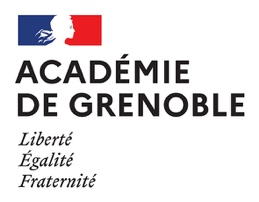 ACADÉMIE
DE GRENOBLE
Liberté
Égalité
Fraternité